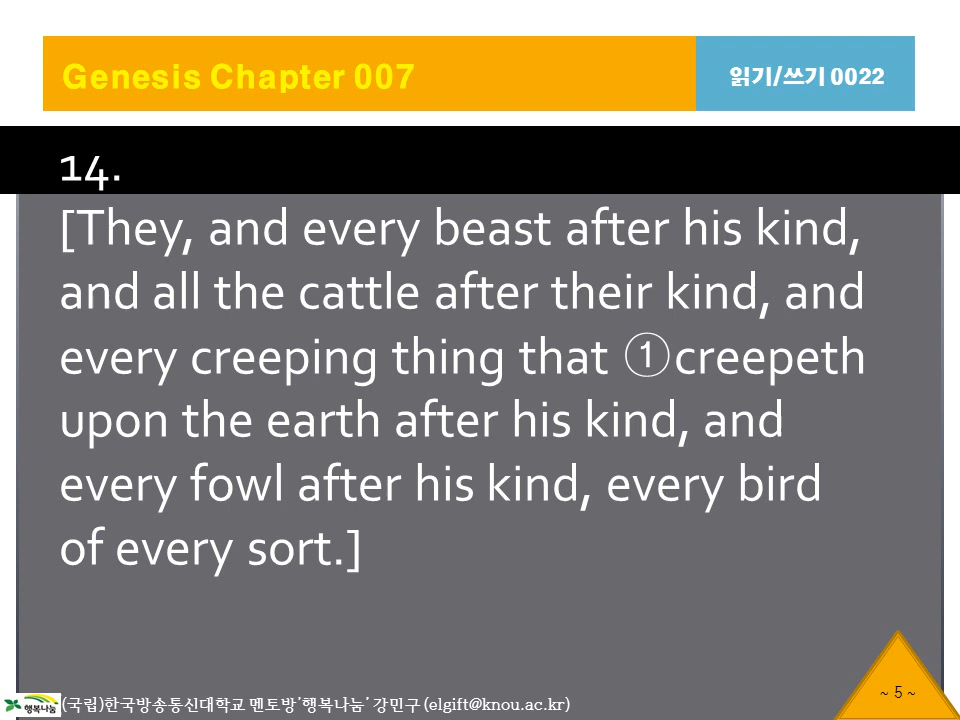 Genesis Chapter 007
읽기/쓰기 0022
14.
[They, and every beast after his kind,
and all the cattle after their kind, and
every creeping thing that ①creepeth
upon the earth after his kind, and
every fowl after his kind, every bird
of every sort.]
행복나눔
(국립)한국방송통신대학교 멘토방'행복나눔' 강민구 (elgift@knou.ac.kr)
~ 5 ~